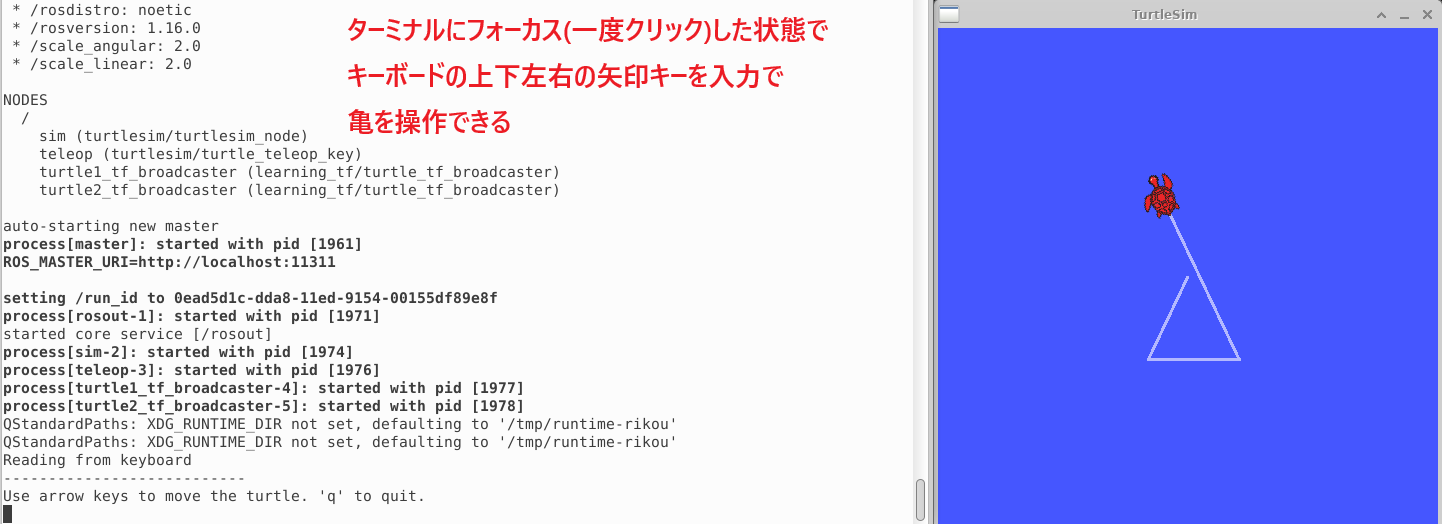 * /rosdistro: noetic
* /rosversion: 1.16.0
* /scale_angular: 2.0
* /scale_linear: 2.0
NODES
/
sim (turtlesim/turtlesim_node)
teleop (turtlesim/turtle_teleop_key)
turtle1_tf_broadcaster (learning_tf/turtle_tf_broadcaster)
turtle2_tf_broadcaster (learning_tf/turtle_tf_broadcaster)
auto-starting new master
process[master]: started with pid [1961]
ROS_MASTER_URI=http://localhost:11311
setting /run_id to 0ead5d1c-dda8-11ed-9154-00155df89e8f
process[rosout-1]: started with pid [1971]
started core service [/rosout]
process[sim-2]: started with pid [1974]
process[teleop-3]: started with pid [1976]
process[turtle1_tf_broadcaster-4]: started with pid [1977]
process[turtle2_tf_broadcaster-5]: started with pid [1978]
QStandardPaths: XDG_RUNTIME_DIR not set, defaulting to '/tmp/runtime-rikou'
QStandardPaths: XDG_RUNTIME_DIR not set, defaulting to '/tmp/runtime-rikou'
Reading from keyboard
---------------------------
Use arrow keys to move the turtle. 'q' to quit.
ターミナルにフォーカス(一度クリック)した状態で
キーボードの上下左右の矢印キーを入力で
亀を操作できる
TurtleSim